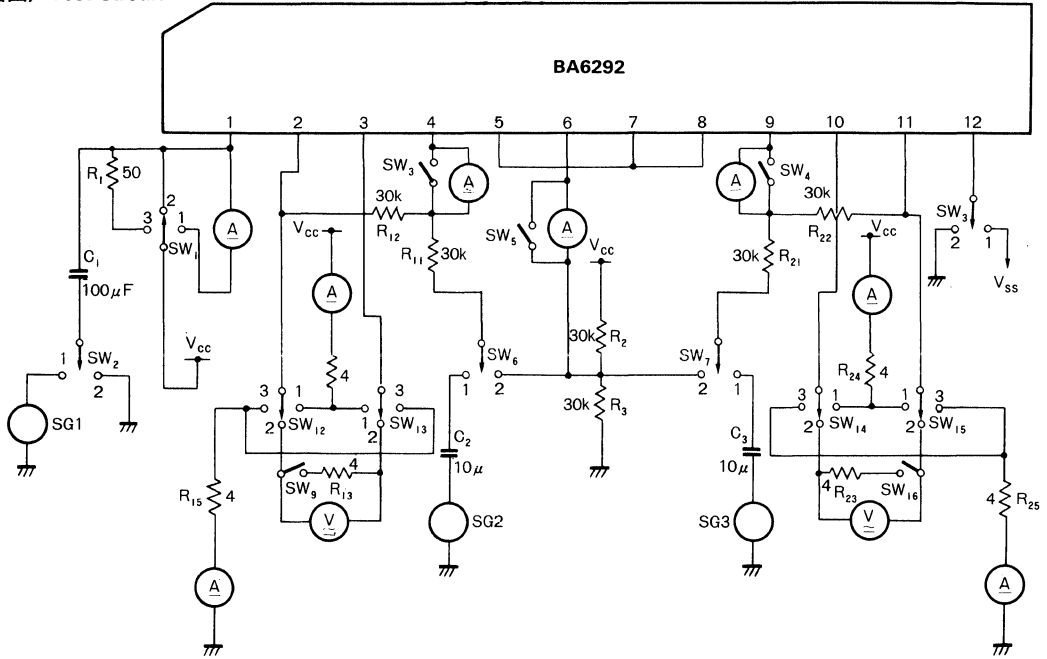 BA6292
1 2 3 4 5 6 7 8 9 10 11 12
R1 50
2
3 1
SW1
A
C1
100μF
1 SW2
2
SG1
VCC
SW3
A
30k
R12
R11 30k
VCC
A
4
3 1
2 SW12
3
1
2 SW13
SW9
4
R13
V
R15 4
A
SW5
A
VCC
30k R2
30k R3
SW6
1 2
C2
10μ
SG2
SW7
2 1
C3
10μ
SG3
A
SW4
30k
R22
30k R21
VCC
A
R24 4
3 1
2 SW14
1 3
2 SW15
4
R23
SW16
V
4 R25
A
SW3
2 1
VSS